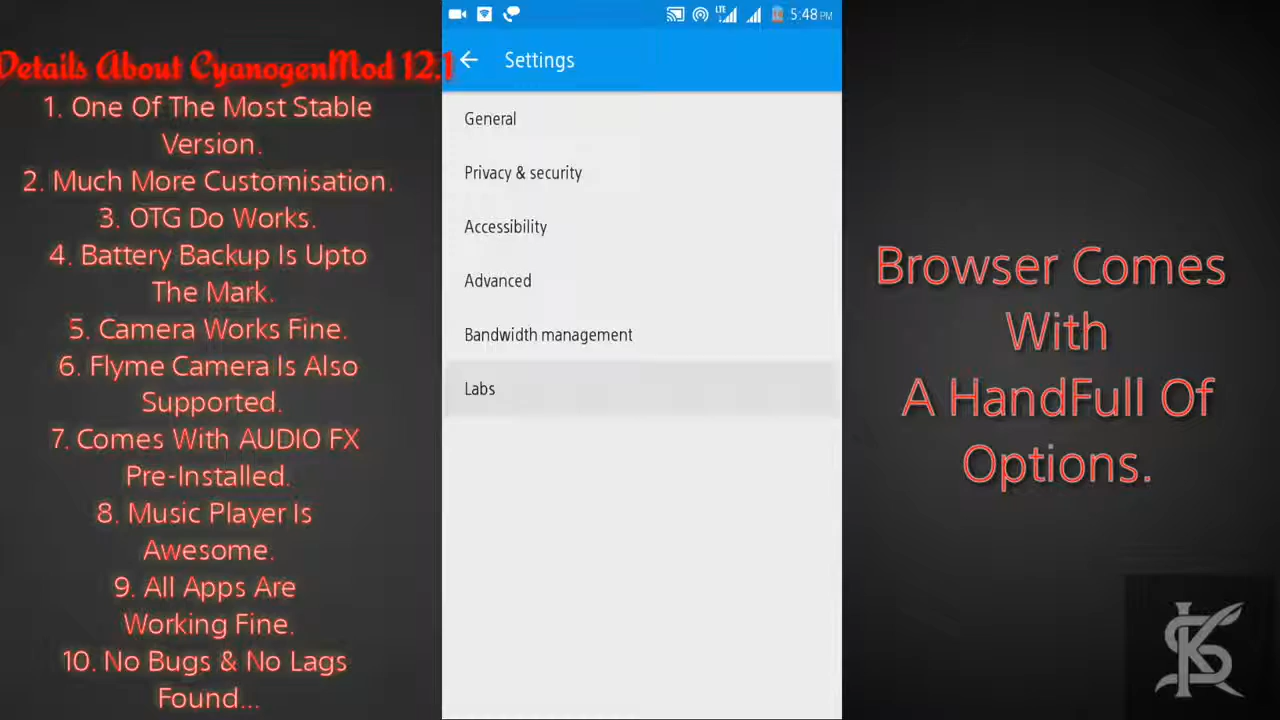 Details About CyanogenMod 12.1
1. One Of The Most Stable
Version.
2. Much More Customisation.
3. OTG Do Works.
4. Battery Backup Is Upto
The Mark.
5. Camera Works Fine.
6. Flyme Camera Is Also
Supported.
7. Comes With AUDIO FX
Pre-Installed.
8. Music Player Is
Awesome.
9. All Apps Are
Working Fine.
10. No Bugs & No Lags
Found...
LTE 5:48 PM
Settings
General
Privacy & security
Accessibility
Advanced
Bandwidth management
Labs
Browser Comes
With
A HandFull Of
Options.